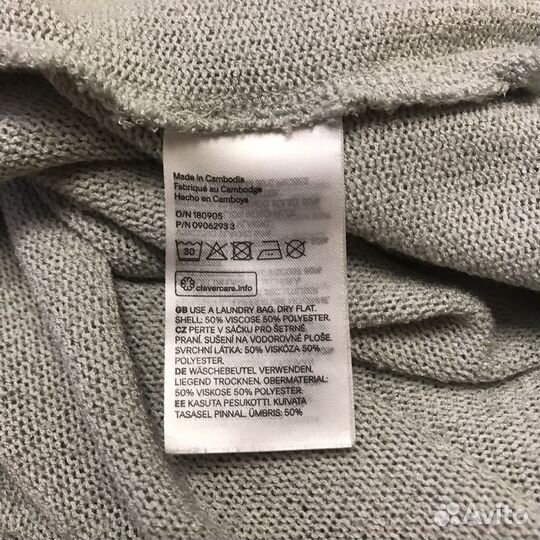 Made in Cambodia
Fabriqué au Cambodge
Hecho en Camboya
O/N 180905
P/N 0906293 3
30
clevercare.info
GB USE A LAUNDRY BAG. DRY FLAT.
SHELL: 50% VISCOSE 50% POLYESTER.
CZ PERTE V SÁČKU PRO ŠETRNÉ
PRANÍ. SUŠENÍ NA VODOROVNÉ PLOŠE.
SVRCHNÍ LÁTKA: 50% VISKÓZA 50%
POLYESTER.
DE WÄSCHEBEUTEL VERWENDEN.
LIEGEND TROCKNEN. OBERMATERIAL:
50% VISKOSE 50% POLYESTER.
EE KASUTA PESUKOTTI. KUIVATA
TASASEL PINNAL. ÜMBRIS: 50%
Avito